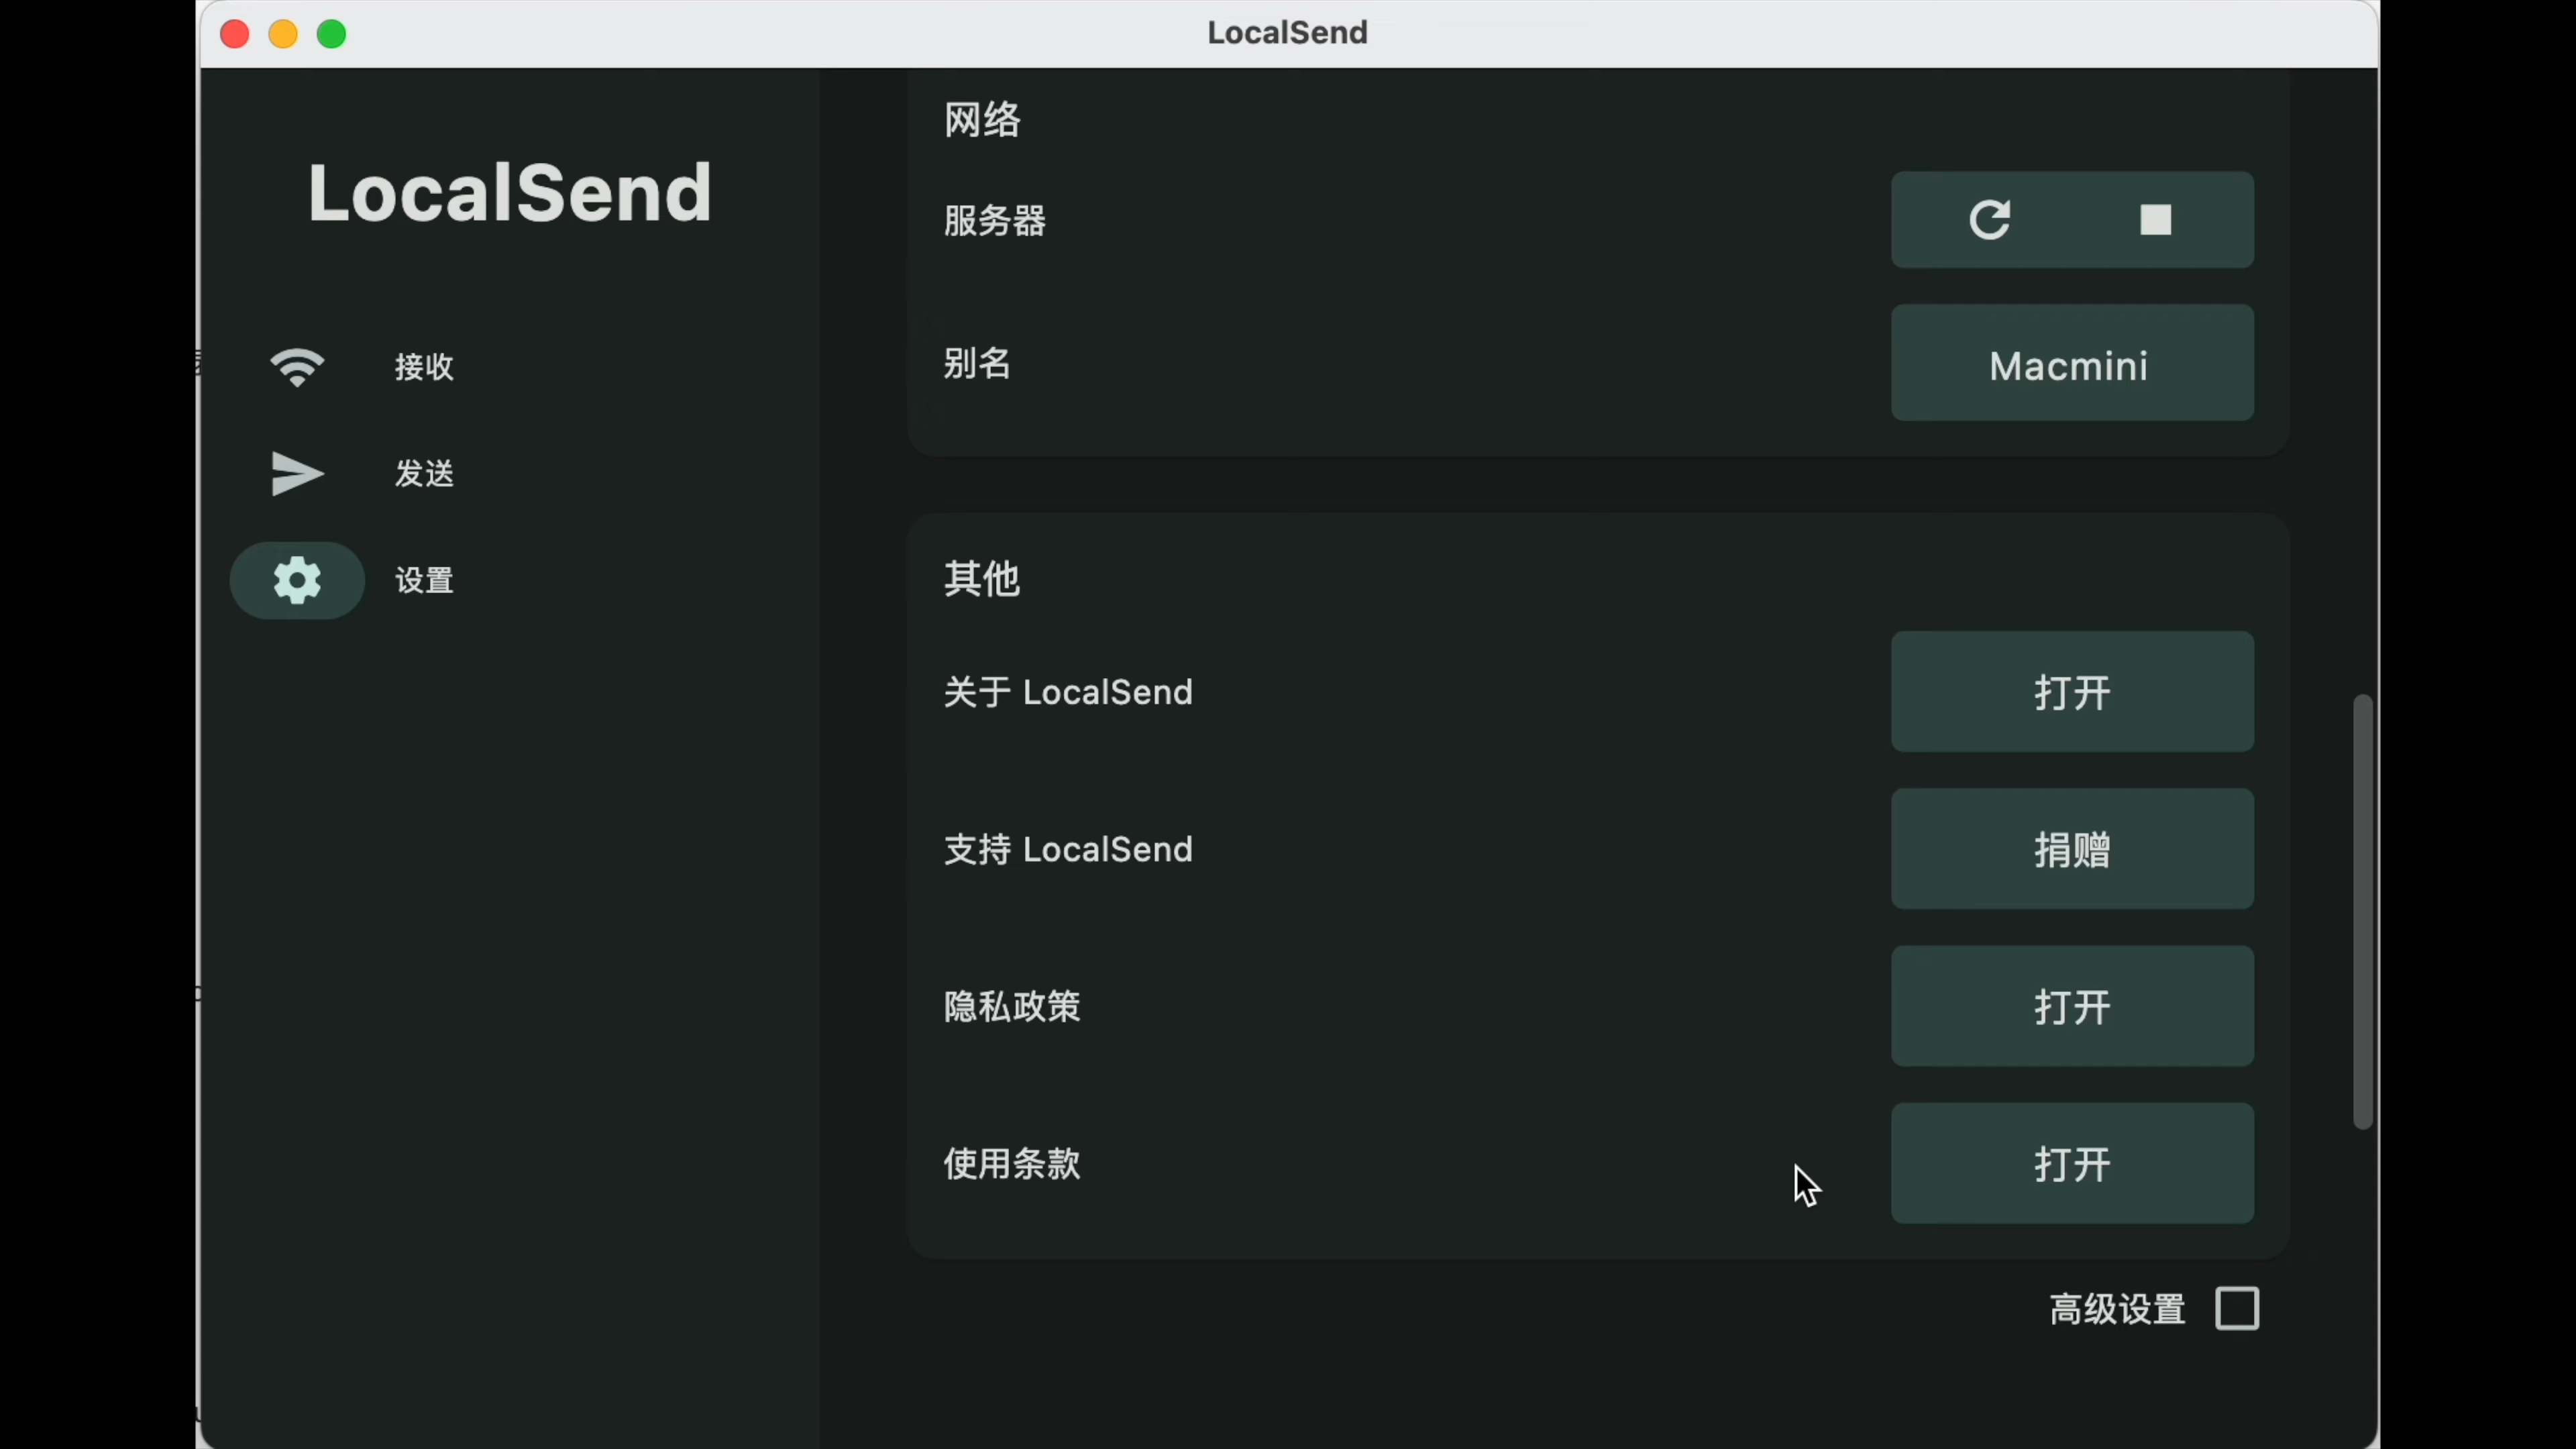 LocalSend
LocalSend
接收
发送
设置
网络
服务器
别名
Macmini
其他
关于 LocalSend
打开
支持 LocalSend
捐赠
隐私政策
打开
使用条款
打开
高级设置